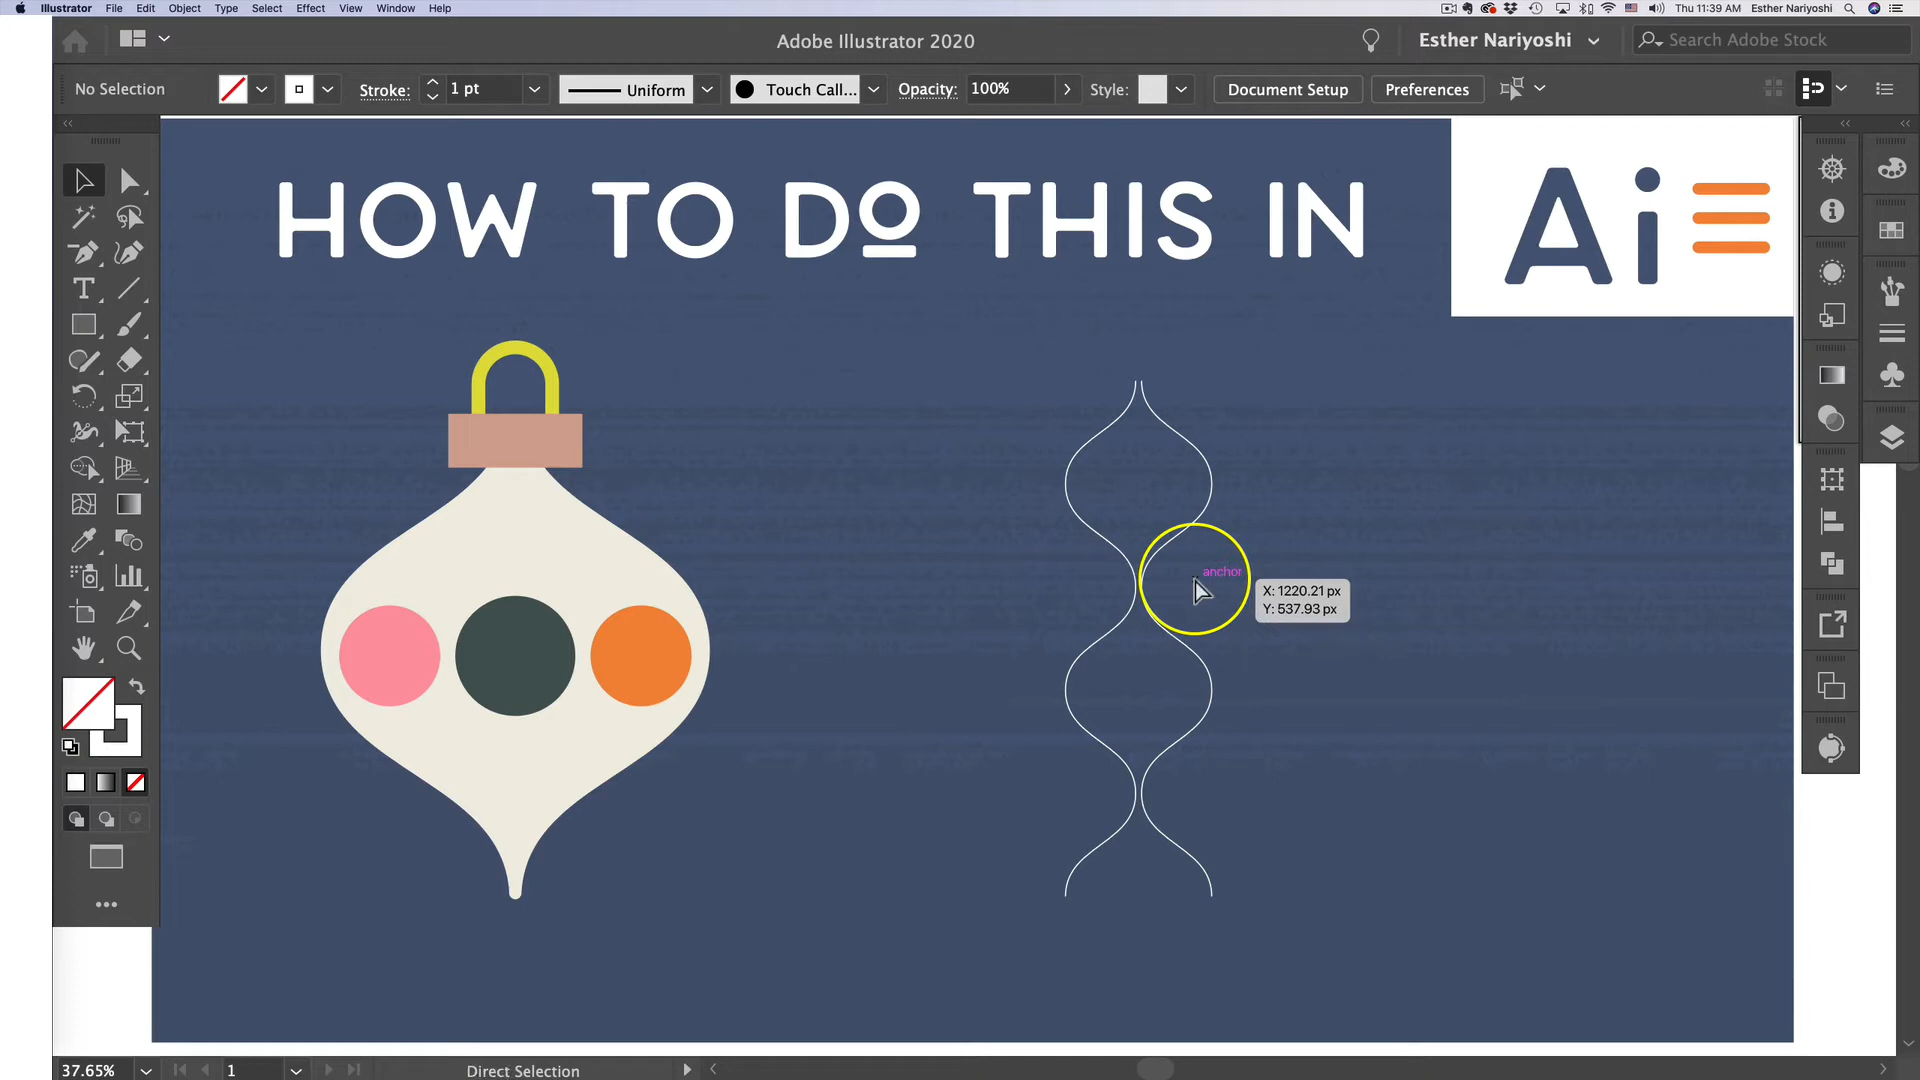 Illustrator File Edit Object Type Select Effect View Window Help
Thu 11:39 AM Esther Nariyoshi
Adobe Illustrator 2020
Esther Nariyoshi
Search Adobe Stock
No Selection
Stroke: 1 pt
Uniform
Touch Call...
Opacity: 100%
Style:
Document Setup
Preferences
HOW TO DO THIS IN
Ai
anchor
X: 1220.21 px
Y: 537.93 px
37.65%
1
Direct Selection